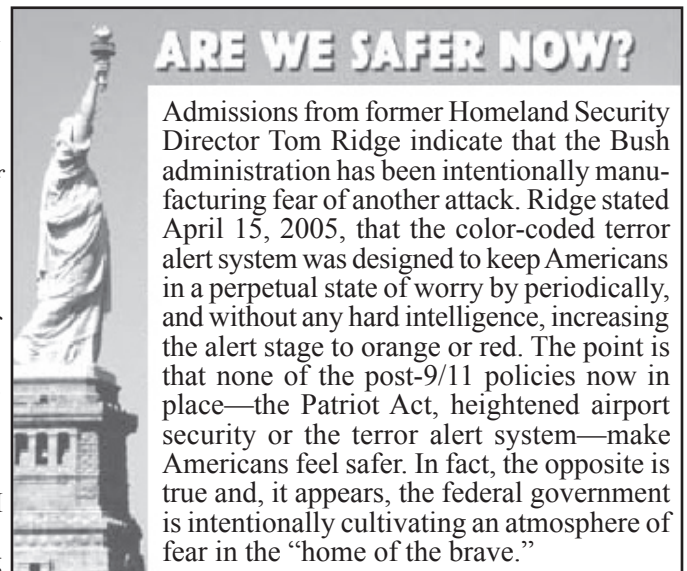 ARE WE SAFER NOW?
Admissions from former Homeland Security
Director Tom Ridge indicate that the Bush
administration has been intentionally manu-
facturing fear of another attack. Ridge stated
April 15, 2005, that the color-coded terror
alert system was designed to keep Americans
in a perpetual state of worry by periodically,
and without any hard intelligence, increasing
the alert stage to orange or red. The point is
that none of the post-9/11 policies now in
place—the Patriot Act, heightened airport
security or the terror alert system—make
Americans feel safer. In fact, the opposite is
true and, it appears, the federal government
is intentionally cultivating an atmosphere of
fear in the “home of the brave.”